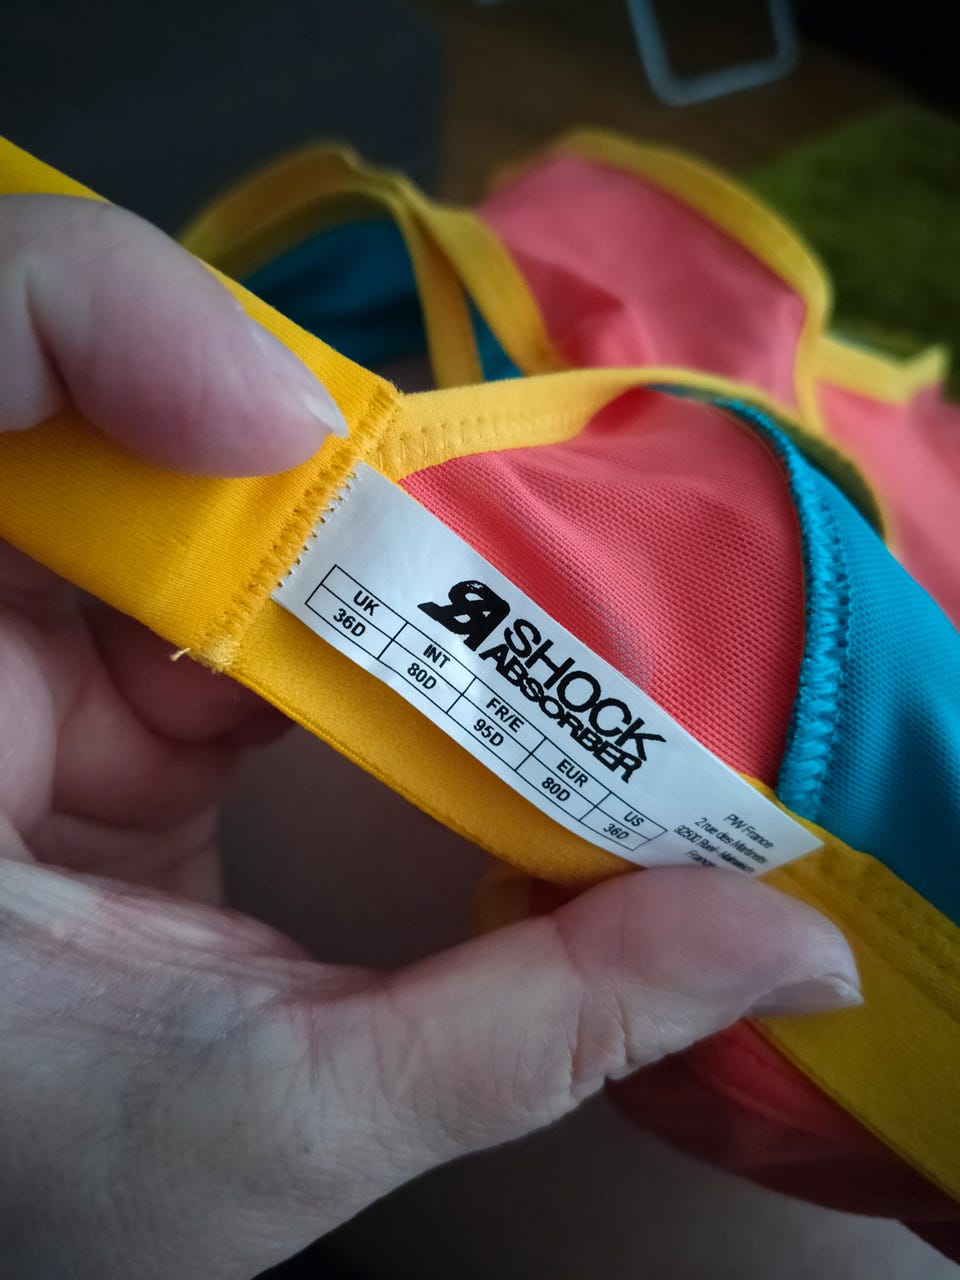 SHOCK
ABSORBER
UK INT FR/E EUR US
36D 80D 95D 80D 36D
PW France
2 rue des Martinets
92500 Rueil - Malmaison
France